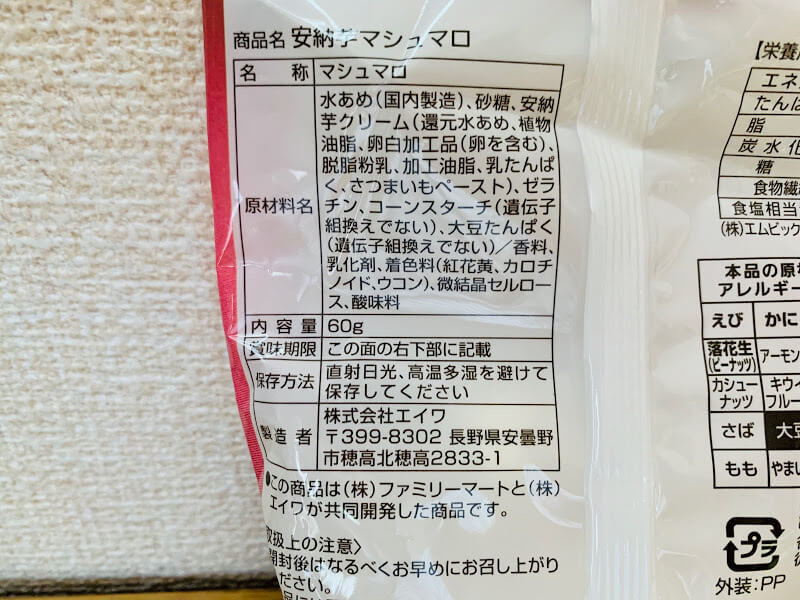 商品名 安納芋マシュマロ
名 称 マシュマロ
原材料名
水あめ(国内製造)、砂糖、安納
芋クリーム(還元水あめ、植物
油脂、卵白加工品(卵を含む)、
脱脂粉乳、加工油脂、乳たんぱ
く、さつまいもペースト)、ゼラ
チン、コーンスターチ(遺伝子
組換えでない)、大豆たんぱく
(遺伝子組換えでない)/香料、
乳化剤、着色料(紅花黄、カロチ
ノイド、ウコン)、微結晶セルロー
ス、酸味料
内容量 60g
賞味期限 この面の右下部に記載
保存方法 直射日光、高温多湿を避けて
保存してください
製造者
株式会社エイワ
〒399-8302 長野県安曇野
市穂高北穂高2833-1
●この商品は(株)ファミリーマートと(株)
エイワが共同開発した商品です。
取扱上の注意〉
開封後はなるべくお早めにお召し上がり
ださい。
【栄養
エネ
たんぱ
脂
炭水化
糖
食物繊
食塩相当
(株)エムビック
本品の原
アレルギー
えび かに
落花生
(ピーナッツ)
アーモン
カシュー
ナッツ
キウイ
フルー
さば 大豆
もも やまい
プラ
外装:PP